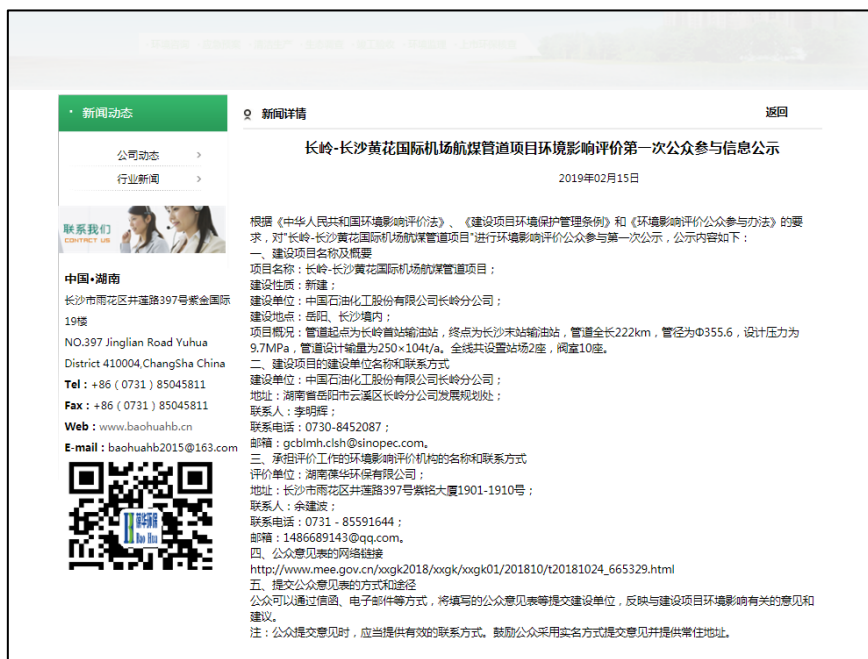 新闻动态
公司动态
行业新闻
联系我们
CONTACT US
中国•湖南
长沙市雨花区井莲路397号紫金国际
19楼
NO.397 Jinglian Road Yuhua
District 410004,ChangSha China
Tel：+86（0731）85045811
Fax：+86（0731）85045811
Web：www.baohuahb.cn
E-mail：baohuahb2015@163.com
葆华环保
Bao Hua
新闻详情
返回
长岭-长沙黄花国际机场航煤管道项目环境影响评价第一次公众参与信息公示
2019年02月15日
根据《中华人民共和国环境影响评价法》、《建设项目环境保护管理条例》和《环境影响评价公众参与办法》的要
求，对"长岭-长沙黄花国际机场航煤管道项目"进行环境影响评价公众参与第一次公示，公示内容如下：
一、建设项目名称及概要
项目名称：长岭-长沙黄花国际机场航煤管道项目；
建设性质：新建；
建设单位：中国石油化工股份有限公司长岭分公司；
建设地点：岳阳、长沙境内；
项目概况：管道起点为长岭首站输油站，终点为长沙末站输油站，管道全长222km，管径为Φ355.6，设计压力为
9.7MPa，管道设计输量为250×104t/a。全线共设置站场2座，阀室10座。
二、建设项目的建设单位名称和联系方式
建设单位：中国石油化工股份有限公司长岭分公司；
地址：湖南省岳阳市云溪区长岭分公司发展规划处；
联系人：李明辉；
联系电话：0730-8452087；
邮箱：gcblmh.clsh@sinopec.com。
三、承担评价工作的环境影响评价机构的名称和联系方式
评价单位：湖南葆华环保有限公司；
地址：长沙市雨花区井莲路397号紫铭大厦1901-1910号；
联系人：余建波；
联系电话：0731 - 85591644；
邮箱：1486689143@qq.com。
四、公众意见表的网络链接
http://www.mee.gov.cn/xxgk2018/xxgk/xxgk01/201810/t20181024_665329.html
五、提交公众意见表的方式和途径
公众可以通过信函、电子邮件等方式，将填写的公众意见表等提交建设单位，反映与建设项目环境影响有关的意见和
建议。
注：公众提交意见时，应当提供有效的联系方式。鼓励公众采用实名方式提交意见并提供常住地址。